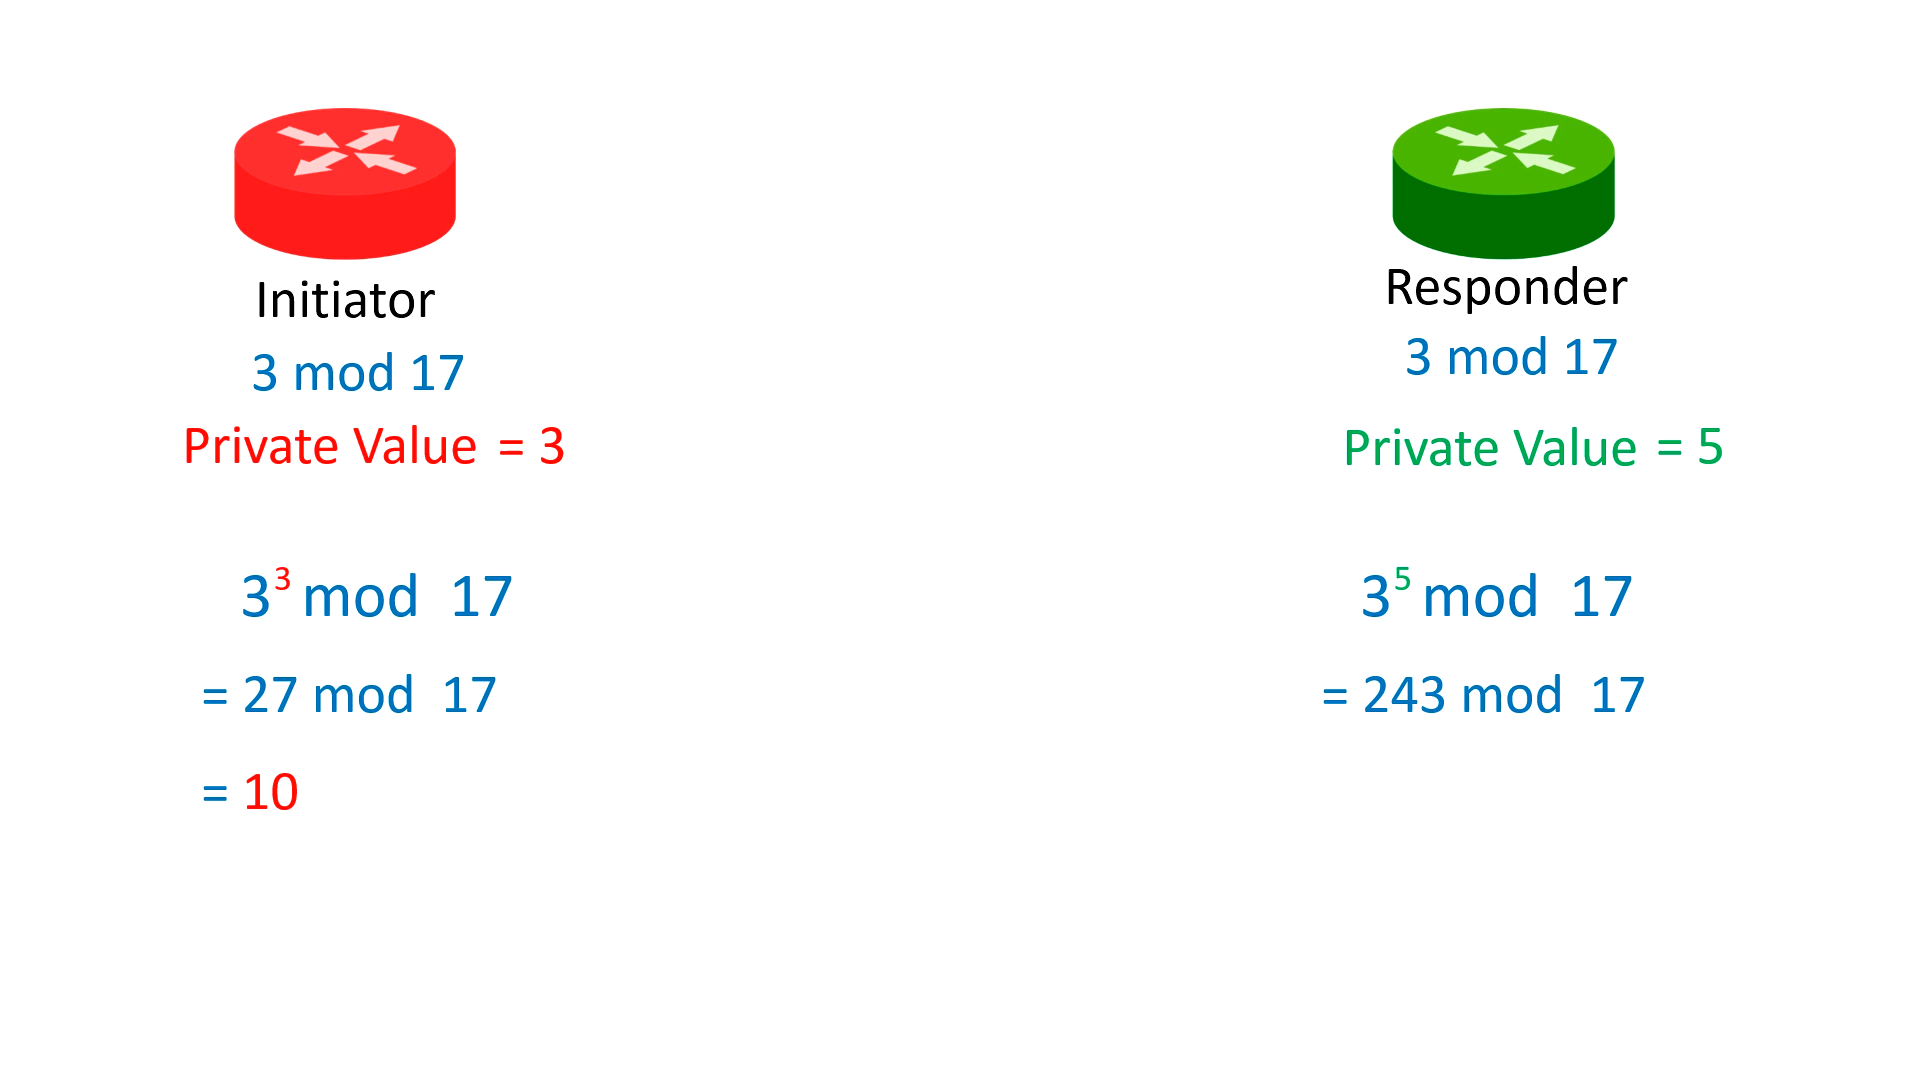 Initiator
3 mod 17
Private Value = 3
3³ mod 17
= 27 mod 17
= 10
Responder
3 mod 17
Private Value = 5
3⁵ mod 17
= 243 mod 17